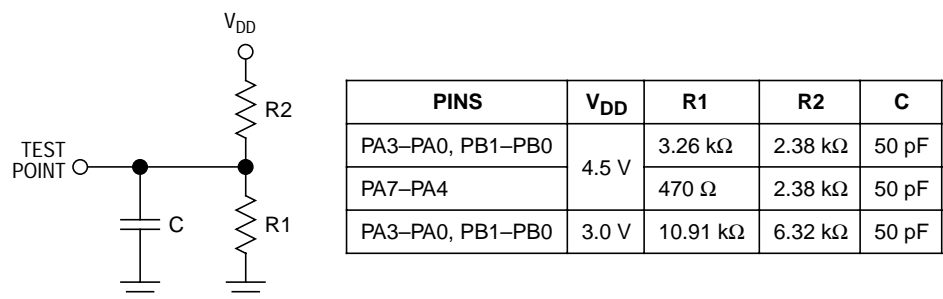 V_DD
R2
TEST
POINT
C
R1
PINS V_DD R1 R2 C
PA3–PA0, PB1–PB0 4.5 V 3.26 kΩ 2.38 kΩ 50 pF
PA7–PA4 470 Ω 2.38 kΩ 50 pF
PA3–PA0, PB1–PB0 3.0 V 10.91 kΩ 6.32 kΩ 50 pF